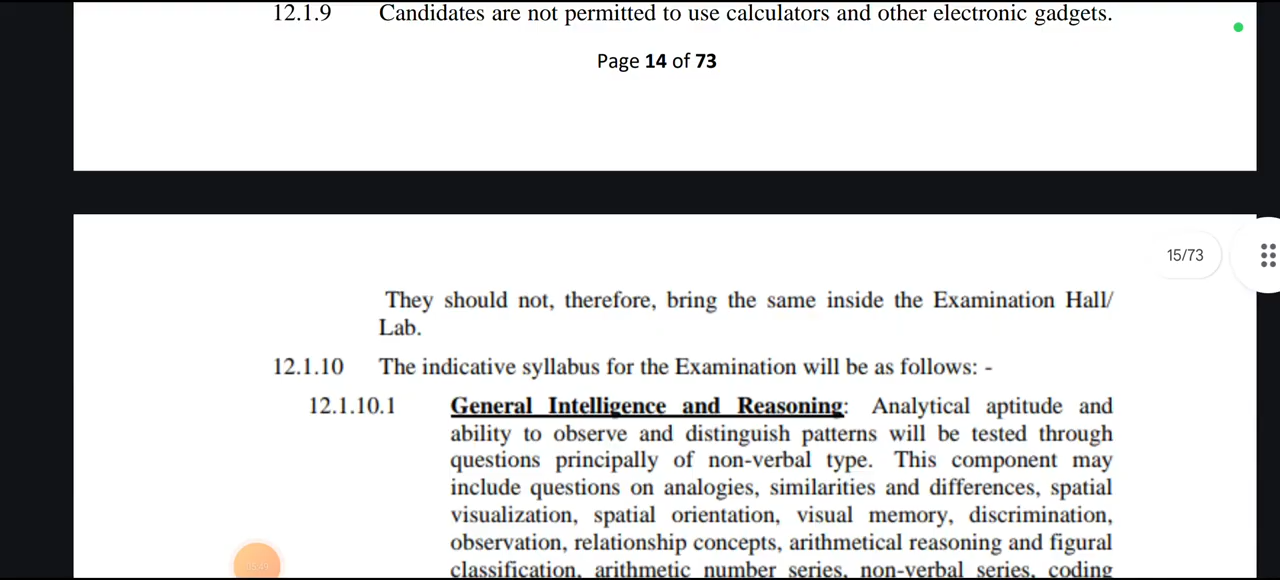 12.1.9 Candidates are not permitted to use calculators and other electronic gadgets.
Page 14 of 73
15/73
They should not, therefore, bring the same inside the Examination Hall/
Lab.
12.1.10 The indicative syllabus for the Examination will be as follows: -
12.1.10.1 General Intelligence and Reasoning: Analytical aptitude and
ability to observe and distinguish patterns will be tested through
questions principally of non-verbal type. This component may
include questions on analogies, similarities and differences, spatial
visualization, spatial orientation, visual memory, discrimination,
observation, relationship concepts, arithmetical reasoning and figural
classification, arithmetic number series, non-verbal series, coding